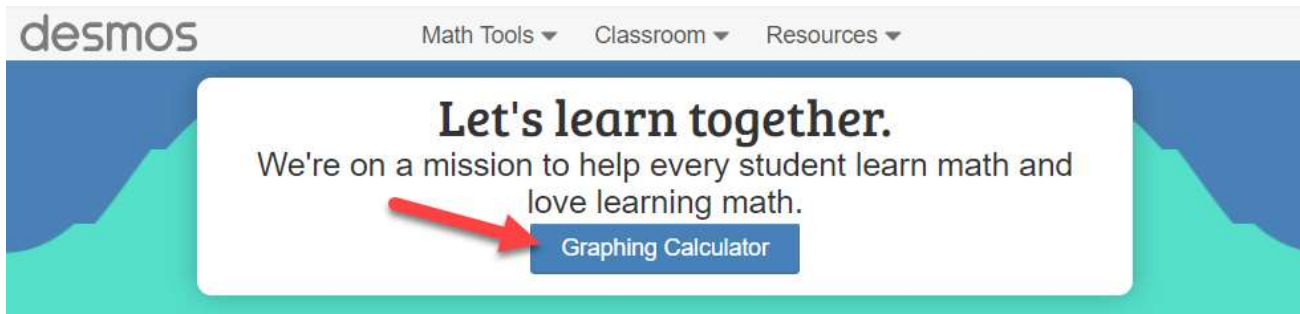 desmos
Math Tools Classroom Resources
Let's learn together.
We're on a mission to help every student learn math and
love learning math.
Graphing Calculator